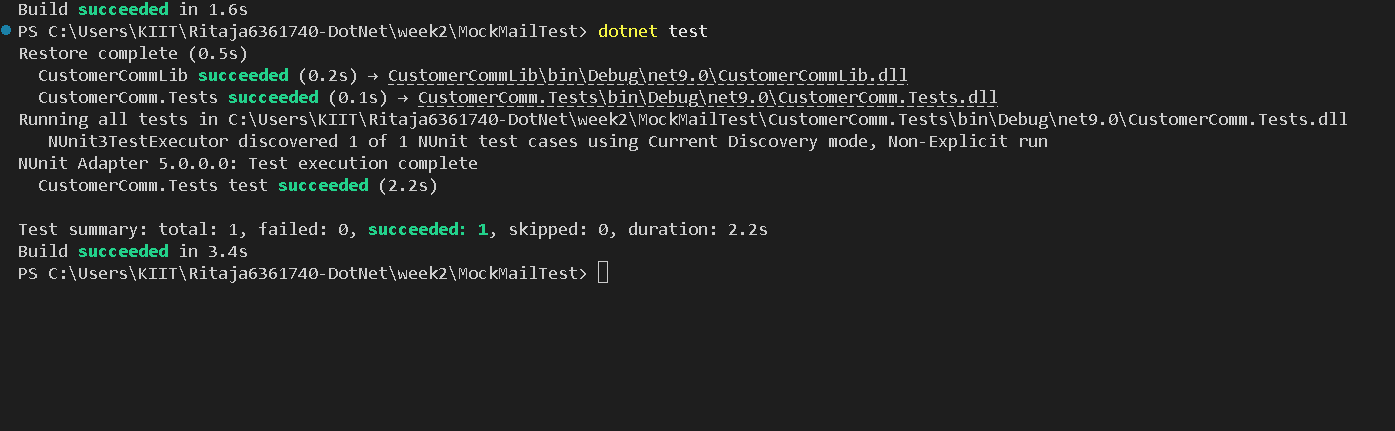 Build succeeded in 1.6s
PS C:\Users\KIIT\Ritaja6361740-DotNet\week2\MockMailTest> dotnet test
Restore complete (0.5s)
CustomerCommLib succeeded (0.2s) → CustomerCommLib\bin\Debug\net9.0\CustomerCommLib.dll
CustomerComm.Tests succeeded (0.1s) → CustomerComm.Tests\bin\Debug\net9.0\CustomerComm.Tests.dll
Running all tests in C:\Users\KIIT\Ritaja6361740-DotNet\week2\MockMailTest\CustomerComm.Tests\bin\Debug\net9.0\CustomerComm.Tests.dll
NUnit3TestExecutor discovered 1 of 1 NUnit test cases using Current Discovery mode, Non-Explicit run
NUnit Adapter 5.0.0.0: Test execution complete
CustomerComm.Tests test succeeded (2.2s)
Test summary: total: 1, failed: 0, succeeded: 1, skipped: 0, duration: 2.2s
Build succeeded in 3.4s
PS C:\Users\KIIT\Ritaja6361740-DotNet\week2\MockMailTest>